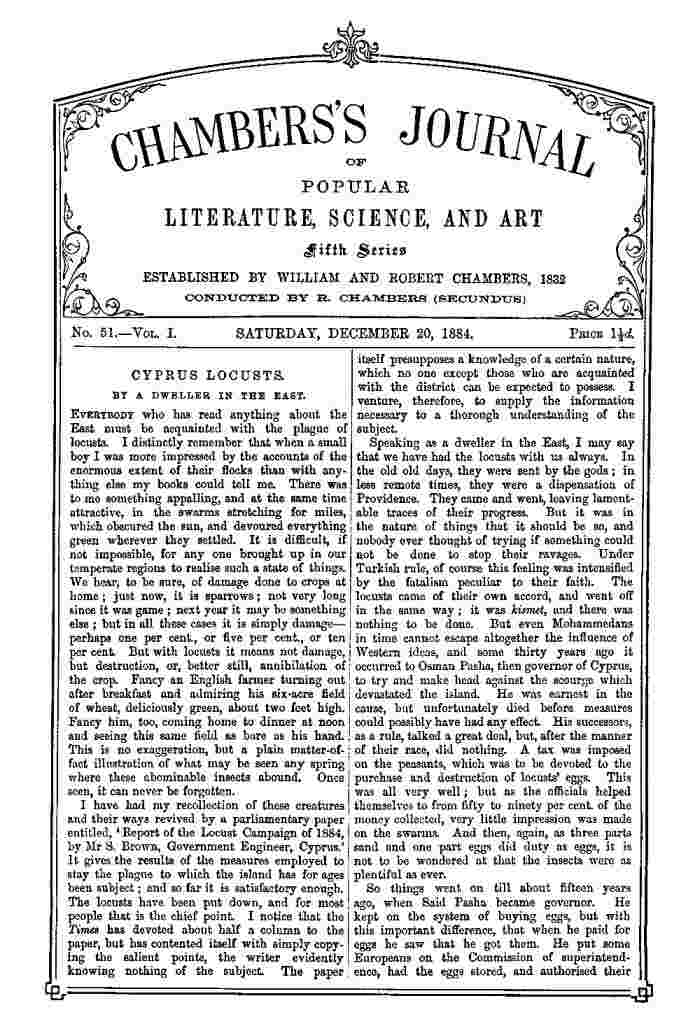 CHAMBERS'S JOURNAL
OF
POPULAR
LITERATURE, SCIENCE, AND ART
Fifth Series
ESTABLISHED BY WILLIAM AND ROBERT CHAMBERS, 1832
CONDUCTED BY R. CHAMBERS (SECUNDUS)
No. 51.—Vol. I.
SATURDAY, DECEMBER 20, 1884.
Price 1½d.
CYPRUS LOCUSTS.
BY A DWELLER IN THE EAST.
Everybody who has read anything about the
East must be acquainted with the plague of
locusts. I distinctly remember that when a small
boy I was more impressed by the accounts of the
enormous extent of their flocks than with any-
thing else my books could tell me. There was
to me something appalling, and at the same time
attractive, in the swarms stretching for miles,
which obscured the sun, and devoured everything
green wherever they settled. It is difficult, if
not impossible, for any one brought up in our
temperate regions to realise such a state of things.
We hear, to be sure, of damage done to crops at
home; just now, it is sparrows; not very long
since it was game; next year it may be something
else; but in all these cases it is simply damage—
perhaps one per cent., or five per cent., or ten
per cent. But with locusts it means not damage,
but destruction, or, better still, annihilation of
the crop. Fancy an English farmer turning out
after breakfast and admiring his six-acre field
of wheat, deliciously green, about two feet high.
Fancy him, too, coming home to dinner at noon
and seeing this same field as bare as his hand.
This is no exaggeration, but a plain matter-of-
fact illustration of what may be seen any spring
where these abominable insects abound. Once
seen, it can never be forgotten.
I have had my recollection of these creatures
and their ways revived by a parliamentary paper
entitled, 'Report of the Locust Campaign of 1884,
by Mr S. Brown, Government Engineer, Cyprus.'
It gives the results of the measures employed to
stay the plague to which the island has for ages
been subject; and so far it is satisfactory enough.
The locusts have been put down, and for most
people that is the chief point. I notice that the
Times has devoted about half a column to the
paper, but has contented itself with simply copy-
ing the salient points, the writer evidently
knowing nothing of the subject. The paper
itself presupposes a knowledge of a certain nature,
which no one except those who are acquainted
with the district can be expected to possess. I
venture, therefore, to supply the information
necessary to a thorough understanding of the
subject.
Speaking as a dweller in the East, I may say
that we have had the locusts with us always. In
the old old days, they were sent by the gods; in
less remote times, they were a dispensation of
Providence. They came and went, leaving lament-
able traces of their progress. But it was in
the nature of things that it should be so, and
nobody ever thought of trying if something could
not be done to stop their ravages. Under
Turkish rule, of course this feeling was intensified
by the fatalism peculiar to their faith. The
locusts came of their own accord, and went off
in the same way; it was kismet, and there was
nothing to be done. But even Mohammedans
in time cannot escape altogether the influence of
Western ideas, and some thirty years ago it
occurred to Osman Pasha, then governor of Cyprus,
to try and make head against the scourge which
devastated the island. He was earnest in the
cause, but unfortunately died before measures
could possibly have had any effect. His successors,
as a rule, talked a great deal, but, after the manner
of their race, did nothing. A tax was imposed
on the peasants, which was to be devoted to the
purchase and destruction of locusts' eggs. This
was all very well; but as the officials helped
themselves to from fifty to ninety per cent. of the
money collected, very little impression was made
on the swarms. And then, again, as three parts
sand and one part eggs did duty as eggs, it is
not to be wondered at that the insects were as
plentiful as ever.
So things went on till about fifteen years
ago, when Said Pasha became governor. He
kept on the system of buying eggs, but with
this important difference, that when he paid for
eggs he saw that he got them. He put some
Europeans on the Commission of superintend-
ence, had the eggs stored, and authorised their